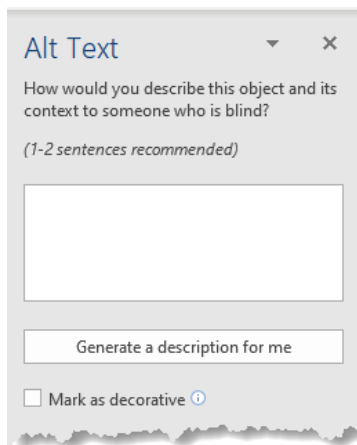 Alt Text
How would you describe this object and its
context to someone who is blind?
(1-2 sentences recommended)
Generate a description for me
Mark as decorative